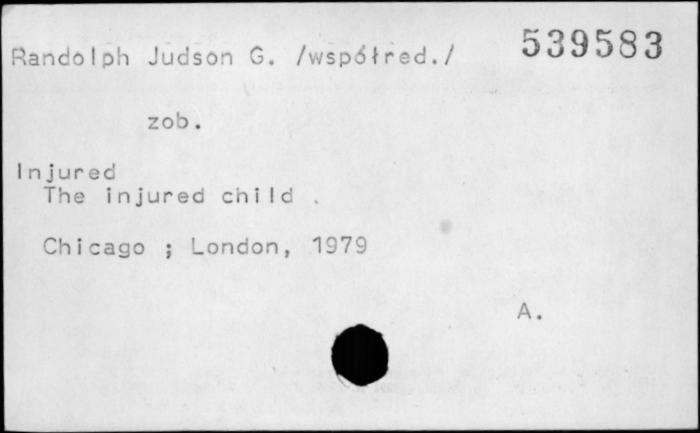 Randolph Judson G. /współred./
539583
zob.
Injured
The injured child .
Chicago ; London, 1979
A.